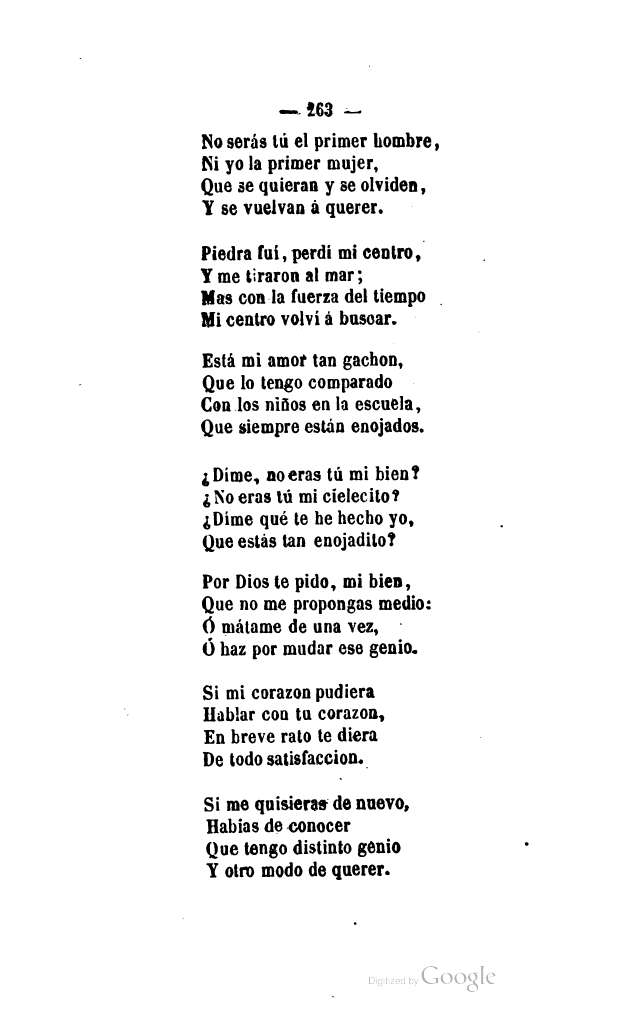 — 263 —
No serás tú el primer hombre,
Ni yo la primer mujer,
Que se quieran y se olviden,
Y se vuelvan á querer.
Piedra fuí, perdí mi centro,
Y me tiraron al mar;
Mas con la fuerza del tiempo
Mi centro volví á buscar.
Está mi amor tan gachon,
Que lo tengo comparado
Con los niños en la escuela,
Que siempre están enojados.
¿Dime, no eras tú mi bien?
¿No eras tú mi cielecito?
¿Dime qué te he hecho yo,
Que estás tan enojadito?
Por Dios te pido, mi bien,
Que no me propongas medio:
Ó mátame de una vez,
Ó haz por mudar ese genio.
Si mi corazon pudiera
Hablar con tu corazon,
En breve rato te diera
De todo satisfaccion.
Si me quisieras de nuevo,
Habias de conocer
Que tengo distinto genio
Y otro modo de querer.
Digitized by Google